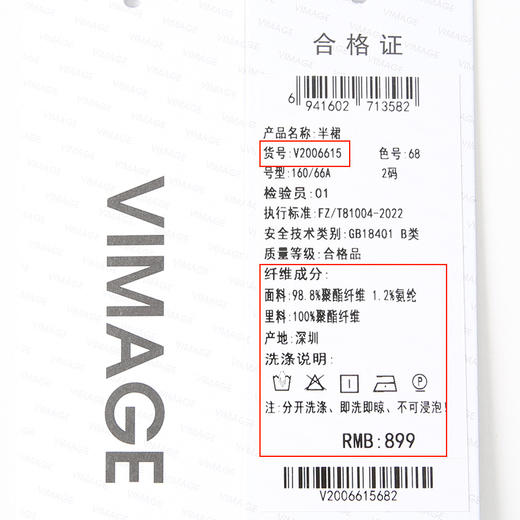 VIMAGE
合格证
6 941602 713582
产品名称:半裙
货号:V2006615 色号:68
号型:160/66A 2码
检验员:01
执行标准:FZ/T81004-2022
安全技术类别:GB18401 B类
质量等级:合格品
纤维成分:
面料:98.8%聚酯纤维 1.2%氨纶
里料:100%聚酯纤维
产地:深圳
洗涤说明:
注:分开洗涤、即洗即晾、不可浸泡!
RMB:899
V2006615682